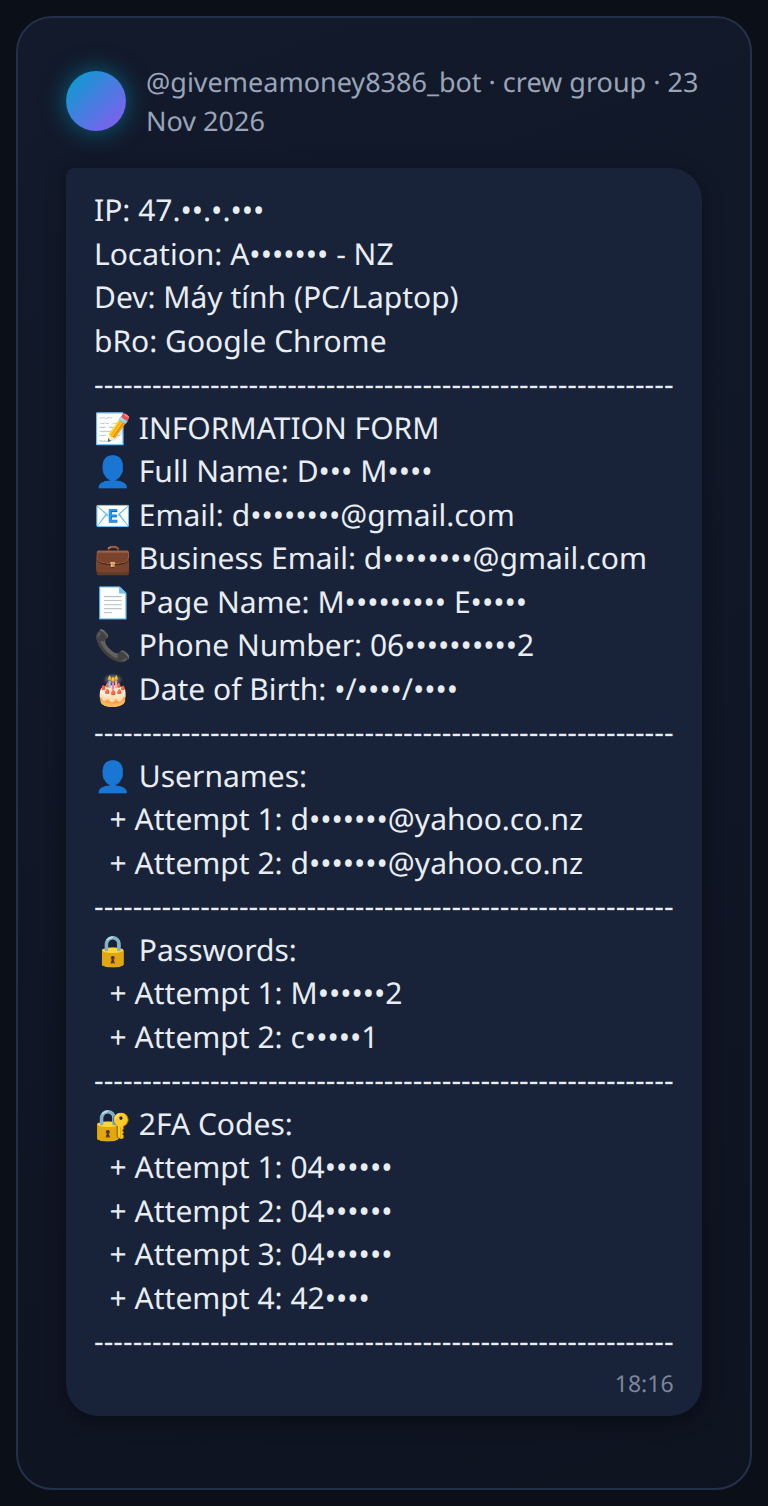 @givemeamoney8386_bot · crew group · 23
Nov 2026
IP: 47.••.•.•••
Location: A••••••• - NZ
Dev: Máy tính (PC/Laptop)
bRo: Google Chrome
------------------------------------------------------------
📝 INFORMATION FORM
👤 Full Name: D••• M••••
📧 Email: d••••••••@gmail.com
💼 Business Email: d••••••••@gmail.com
📄 Page Name: M••••••••• E•••••
📞 Phone Number: 06••••••••••2
🎂 Date of Birth: •/••••/••••
------------------------------------------------------------
👤 Usernames:
+ Attempt 1: d•••••••@yahoo.co.nz
+ Attempt 2: d•••••••@yahoo.co.nz
------------------------------------------------------------
🔒 Passwords:
+ Attempt 1: M••••••2
+ Attempt 2: c•••••1
------------------------------------------------------------
🔐 2FA Codes:
+ Attempt 1: 04••••••
+ Attempt 2: 04••••••
+ Attempt 3: 04••••••
+ Attempt 4: 42••••
------------------------------------------------------------
18:16